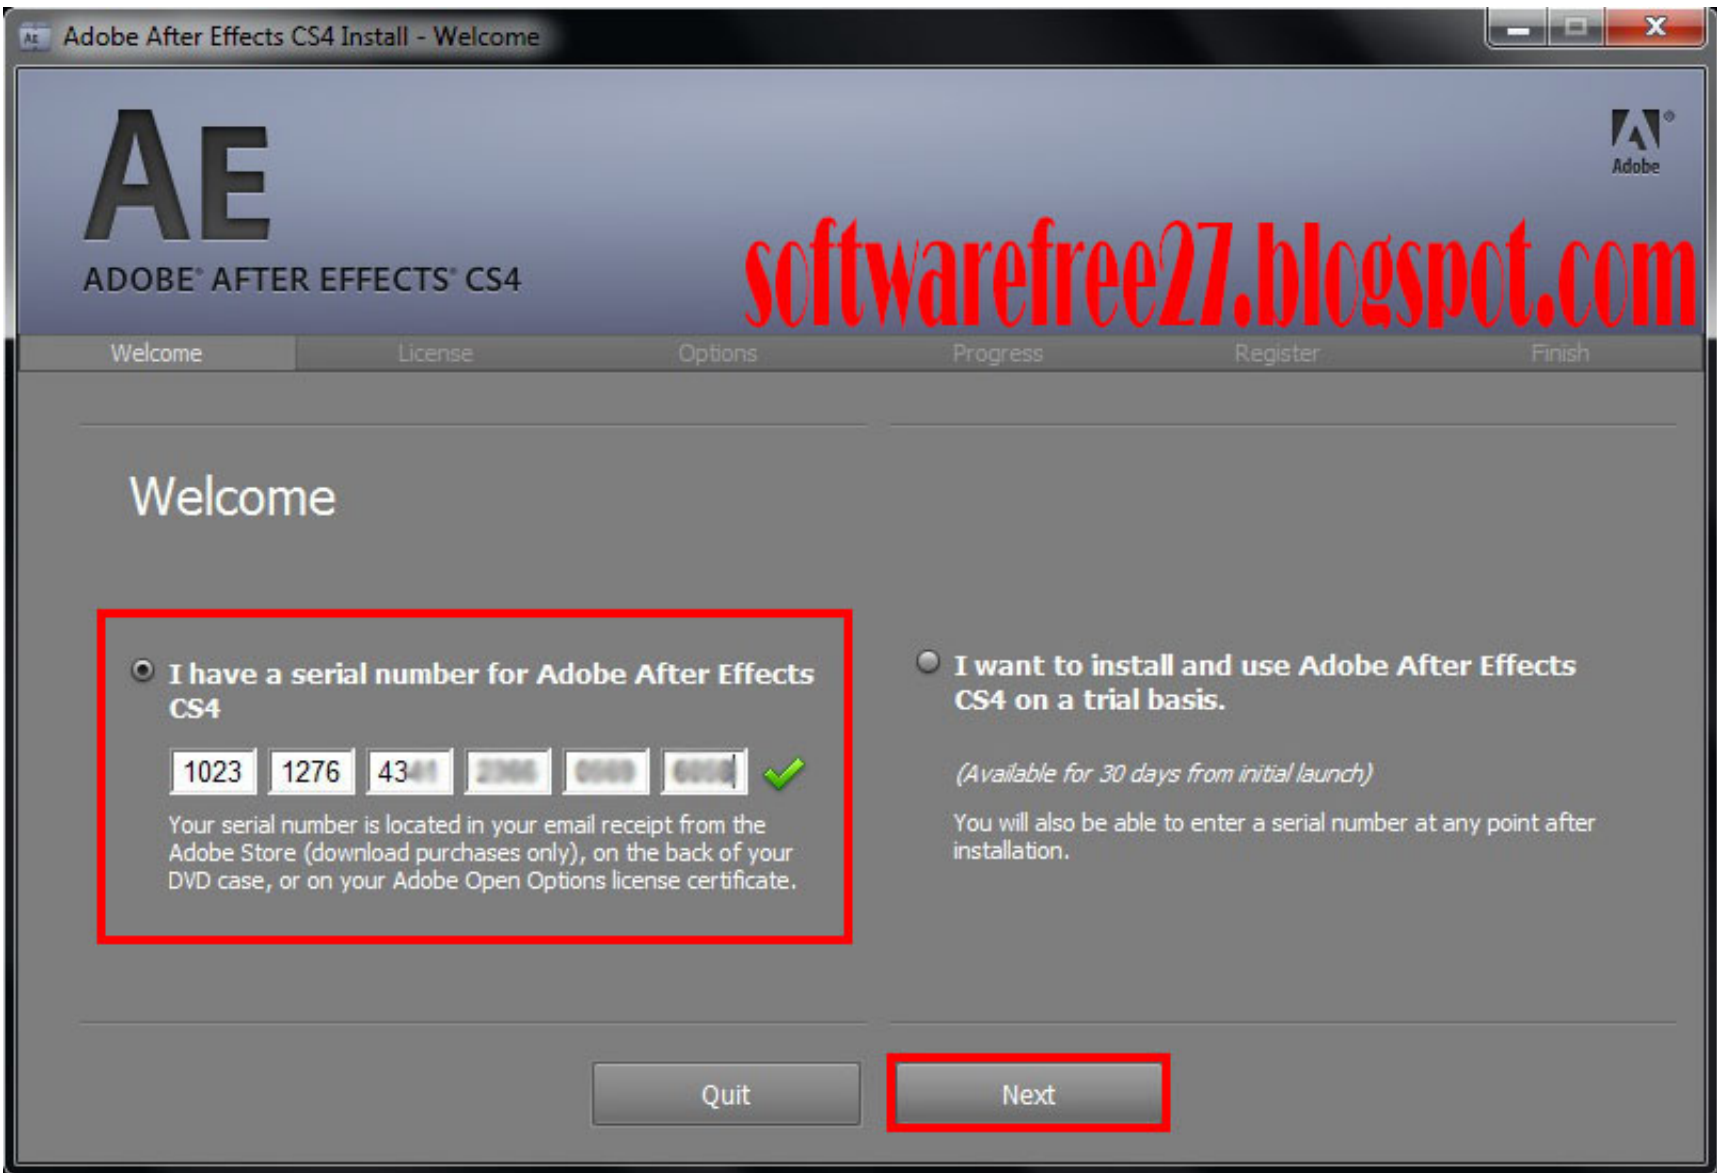 Adobe After Effects CS4 Install - Welcome
AE
Adobe
ADOBE® AFTER EFFECTS® CS4
softwarefree27.blogspot.com
Welcome License Options Progress Register Finish
Welcome
I have a serial number for Adobe After Effects
CS4
1023 1276 43
Your serial number is located in your email receipt from the
Adobe Store (download purchases only), on the back of your
DVD case, or on your Adobe Open Options license certificate.
I want to install and use Adobe After Effects
CS4 on a trial basis.
(Available for 30 days from initial launch)
You will also be able to enter a serial number at any point after
installation.
Quit Next